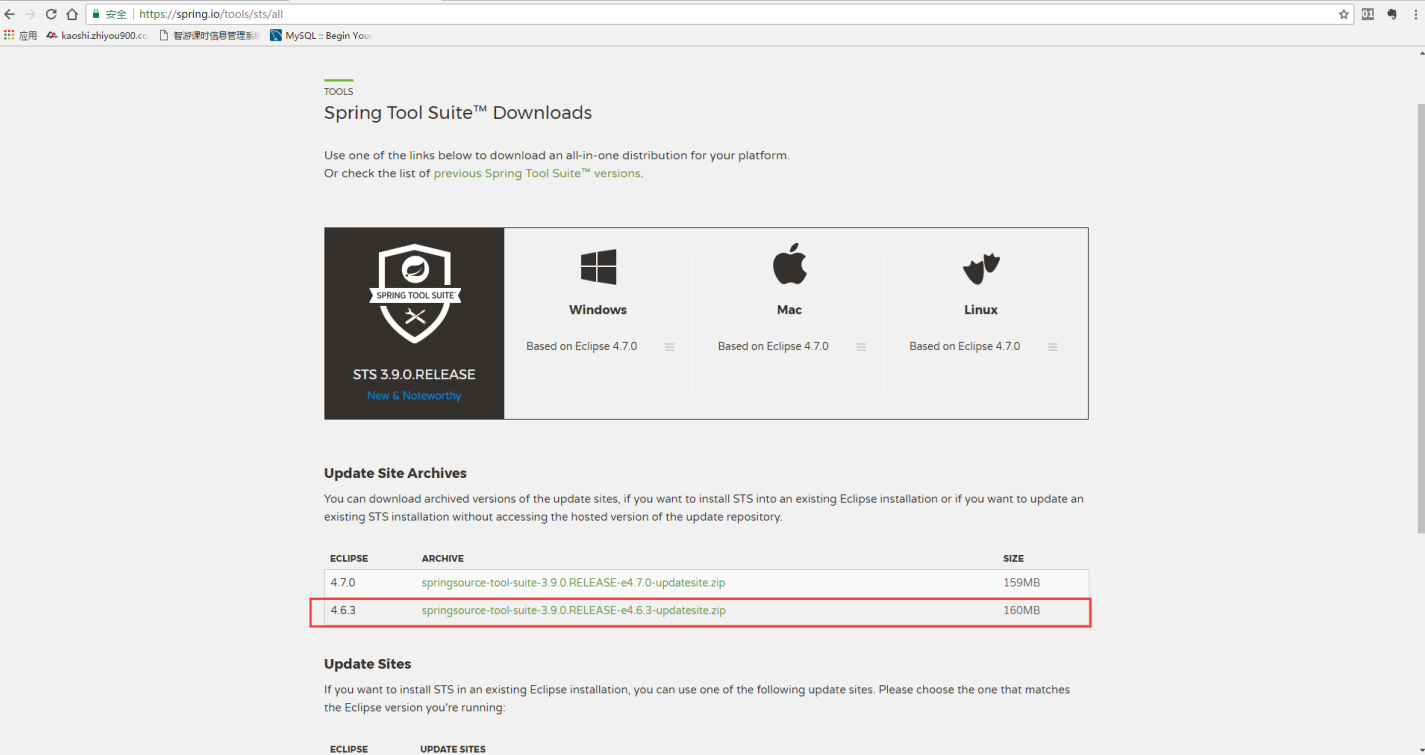 安全 https://spring.io/tools/sts/all
应用 kaoshi.zhiyou900.co 智游课时信息管理系 MySQL :: Begin You
TOOLS
Spring Tool Suite™ Downloads
Use one of the links below to download an all-in-one distribution for your platform.
Or check the list of previous Spring Tool Suite™ versions.
SPRING TOOL SUITE
STS 3.9.0.RELEASE
New & Noteworthy
Windows
Based on Eclipse 4.7.0
Mac
Based on Eclipse 4.7.0
Linux
Based on Eclipse 4.7.0
Update Site Archives
You can download archived versions of the update sites, if you want to install STS into an existing Eclipse installation or if you want to update an
existing STS installation without accessing the hosted version of the update repository.
ECLIPSE ARCHIVE SIZE
4.7.0 springsource-tool-suite-3.9.0.RELEASE-e4.7.0-updatesite.zip 159MB
4.6.3 springsource-tool-suite-3.9.0.RELEASE-e4.6.3-updatesite.zip 160MB
Update Sites
If you want to install STS in an existing Eclipse installation, you can use one of the following update sites. Please choose the one that matches
the Eclipse version you're running:
ECLIPSE UPDATE SITES